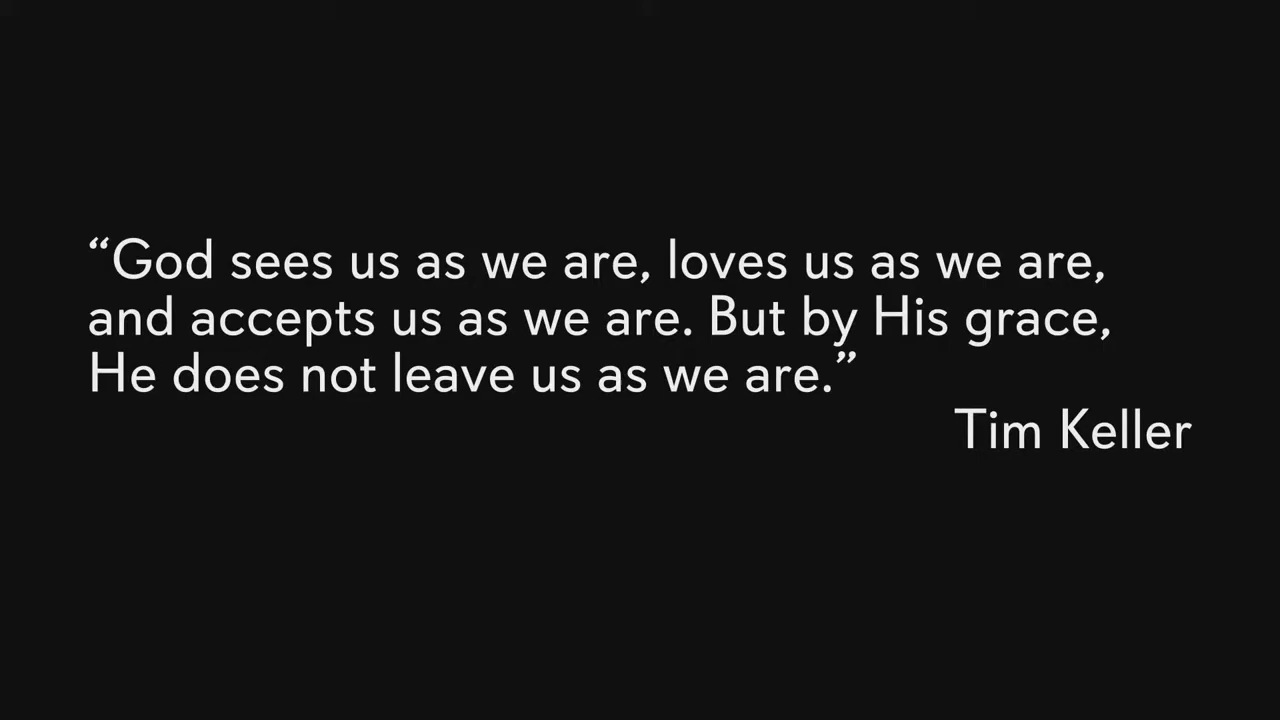 “God sees us as we are, loves us as we are,
and accepts us as we are. But by His grace,
He does not leave us as we are.”
Tim Keller